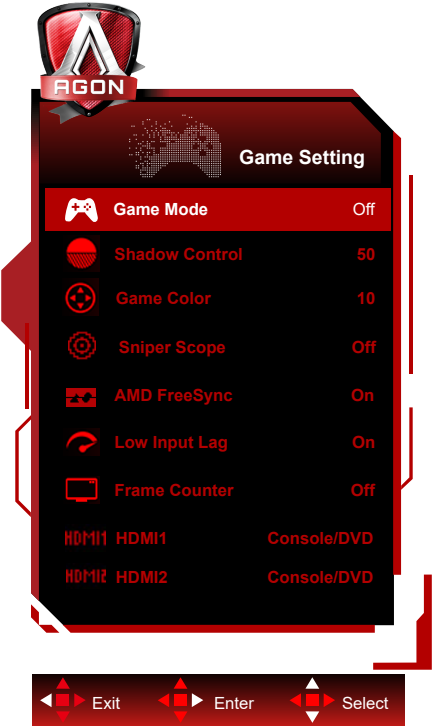 AGON
Game Setting
Game Mode Off
Shadow Control 50
Game Color 10
Sniper Scope Off
AMD FreeSync On
Low Input Lag On
Frame Counter Off
HDMI1 HDMI1 Console/DVD
HDMI2 HDMI2 Console/DVD
Exit Enter Select